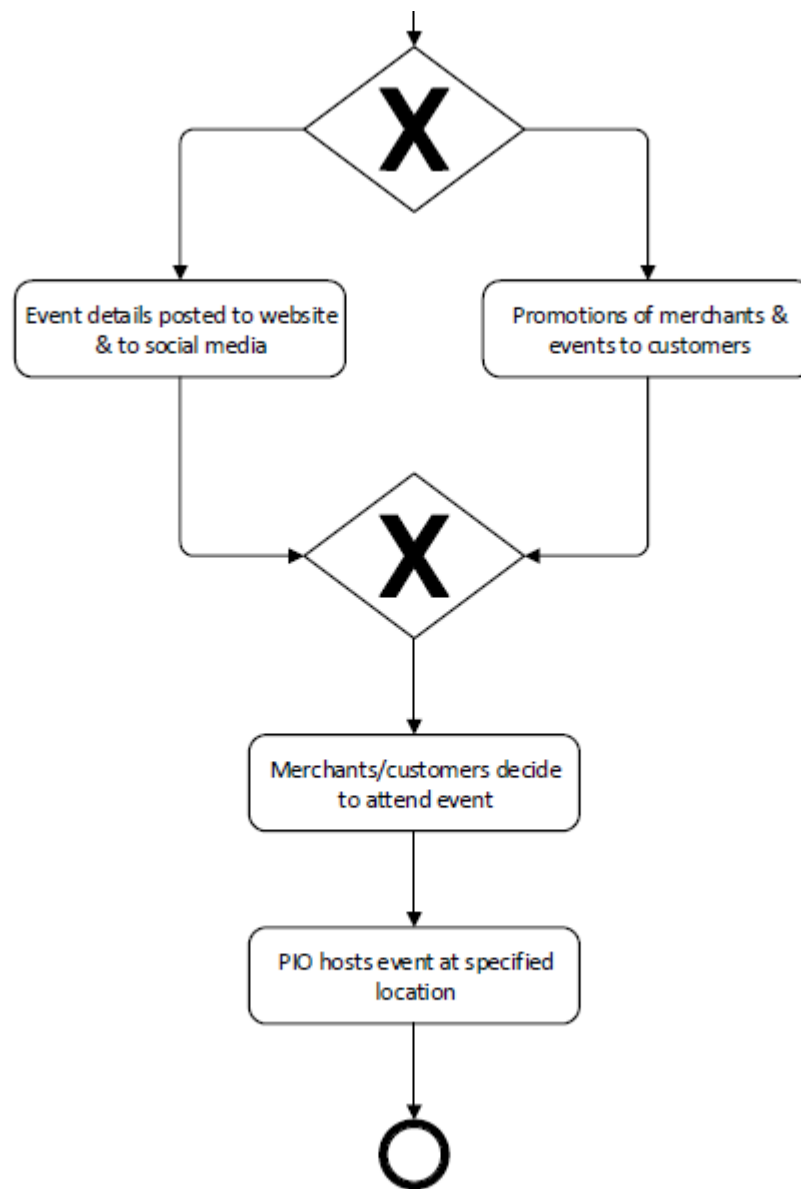 X
Event details posted to website
& to social media
Promotions of merchants &
events to customers
X
Merchants/customers decide
to attend event
PIO hosts event at specified
location